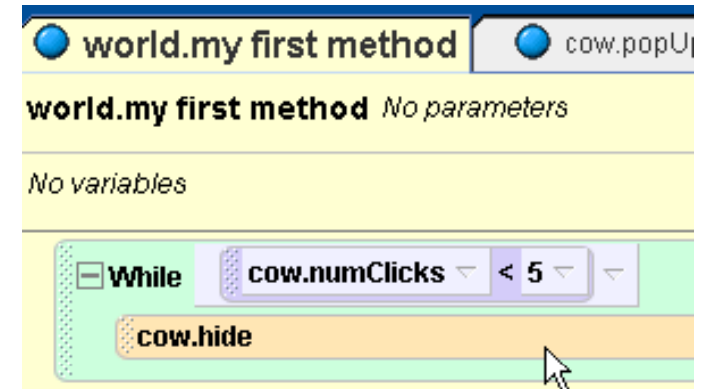 world.my first method
cow.popUp
world.my first method No parameters
No variables
While cow.numClicks < 5
cow.hide